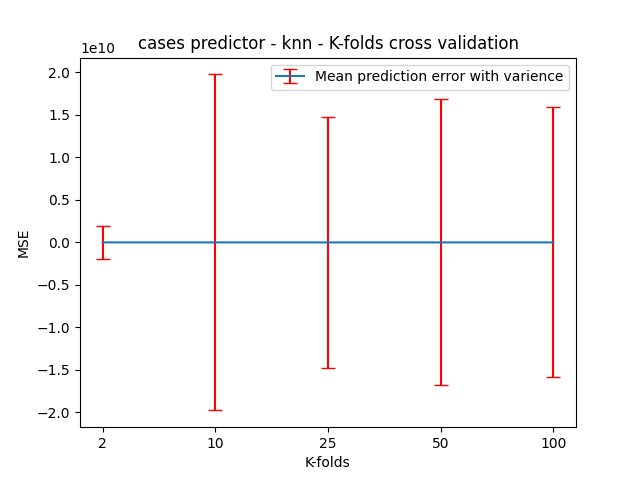 cases predictor - knn - K-folds cross validation
1e10
Mean prediction error with varience
2.0
1.5
1.0
0.5
0.0
−0.5
−1.0
−1.5
−2.0
MSE
2 10 25 50 100
K-folds